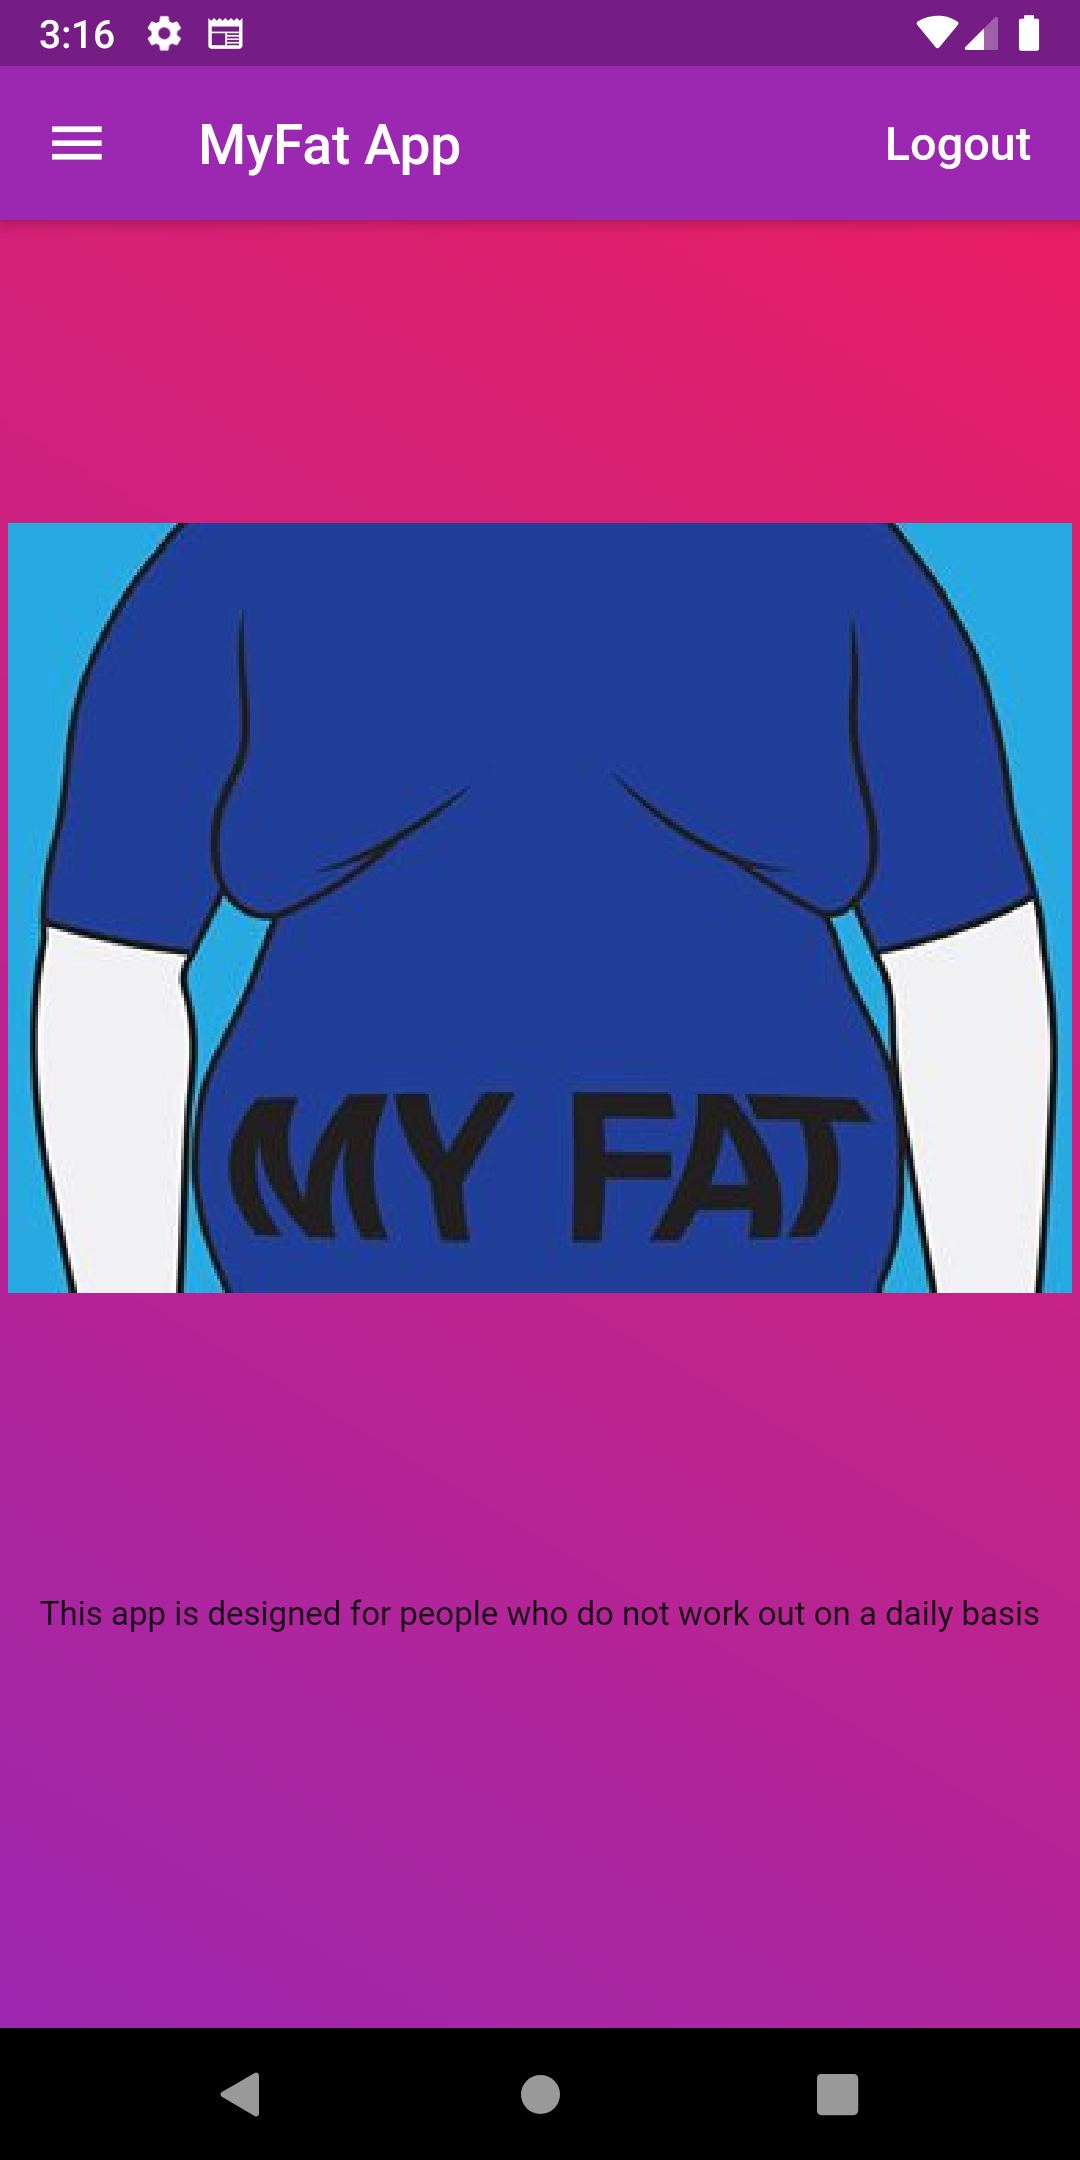 3:16
MyFat App
Logout
MY FAT
This app is designed for people who do not work out on a daily basis